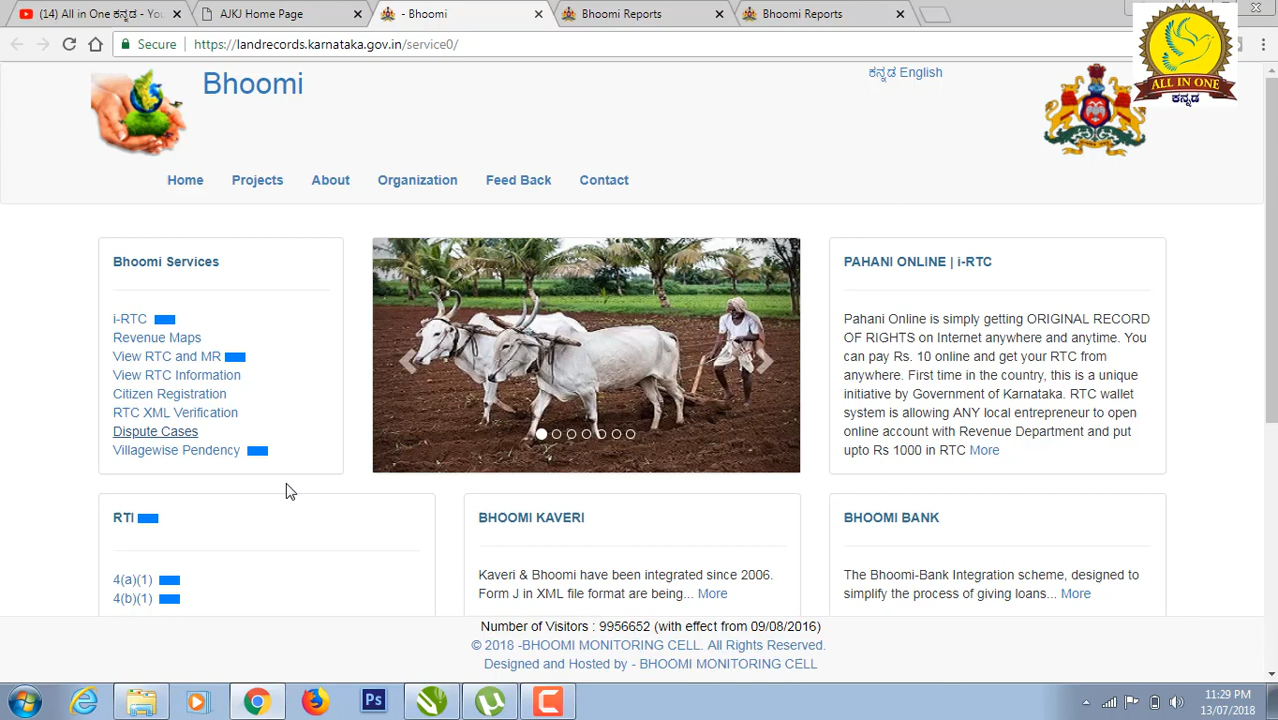 (14) All in One ಕನ್ನಡ - You
AJKJ Home Page
- Bhoomi
Bhoomi Reports
Bhoomi Reports
Secure
https://landrecords.karnataka.gov.in/service0/
Bhoomi
ಕನ್ನಡ English
ALL IN ONE
ಕನ್ನಡ
Home Projects About Organization Feed Back Contact
Bhoomi Services
i-RTC
Revenue Maps
View RTC and MR
View RTC Information
Citizen Registration
RTC XML Verification
Dispute Cases
Villagewise Pendency
PAHANI ONLINE | i-RTC
Pahani Online is simply getting ORIGINAL RECORD
OF RIGHTS on Internet anywhere and anytime. You
can pay Rs. 10 online and get your RTC from
anywhere. First time in the country, this is a unique
initiative by Government of Karnataka. RTC wallet
system is allowing ANY local entrepreneur to open
online account with Revenue Department and put
upto Rs 1000 in RTC More
RTI
4(a)(1)
4(b)(1)
BHOOMI KAVERI
Kaveri & Bhoomi have been integrated since 2006.
Form J in XML file format are being... More
BHOOMI BANK
The Bhoomi-Bank Integration scheme, designed to
simplify the process of giving loans... More
Number of Visitors : 9956652 (with effect from 09/08/2016)
© 2018 -BHOOMI MONITORING CELL. All Rights Reserved.
Designed and Hosted by - BHOOMI MONITORING CELL
Ps
11:29 PM
13/07/2018